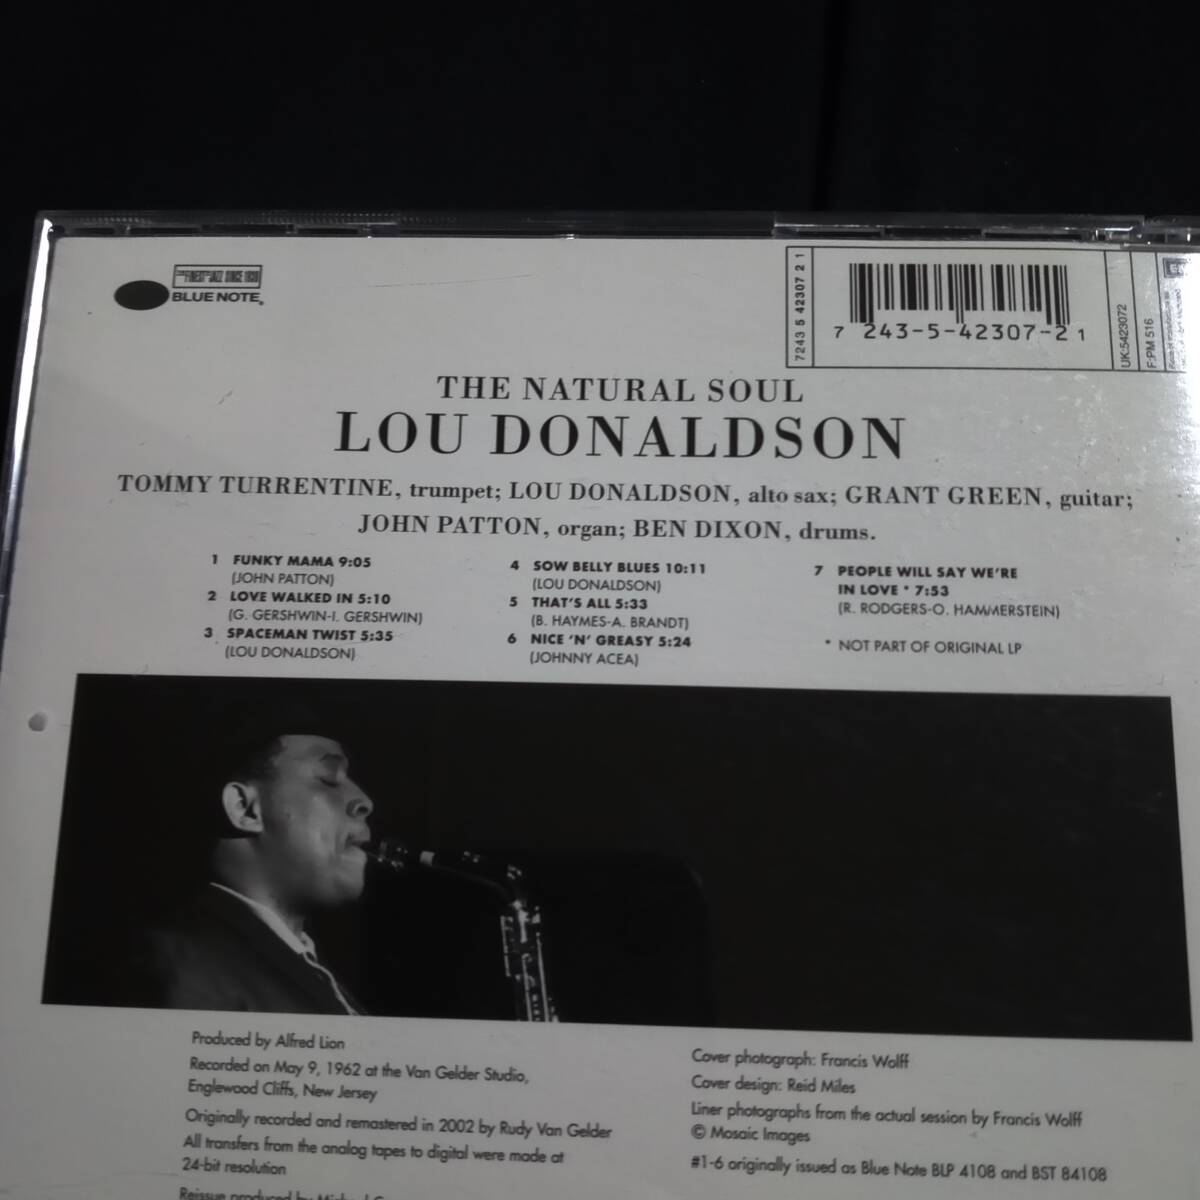 THE FINEST IN JAZZ SINCE 1939
BLUE NOTE
7243 5 42307 2 1
7 243-5-42307-2 1
UK:5423072
F:PM 516
THE NATURAL SOUL
LOU DONALDSON
TOMMY TURRENTINE, trumpet; LOU DONALDSON, alto sax; GRANT GREEN, guitar;
JOHN PATTON, organ; BEN DIXON, drums.
1 FUNKY MAMA 9:05
(JOHN PATTON)
2 LOVE WALKED IN 5:10
(G. GERSHWIN-I. GERSHWIN)
3 SPACEMAN TWIST 5:35
(LOU DONALDSON)
4 SOW BELLY BLUES 10:11
(LOU DONALDSON)
5 THAT'S ALL 5:33
(B. HAYMES-A. BRANDT)
6 NICE 'N' GREASY 5:24
(JOHNNY ACEA)
7 PEOPLE WILL SAY WE'RE
IN LOVE * 7:53
(R. RODGERS-O. HAMMERSTEIN)
* NOT PART OF ORIGINAL LP
Produced by Alfred Lion
Recorded on May 9, 1962 at the Van Gelder Studio,
Englewood Cliffs, New Jersey
Originally recorded and remastered in 2002 by Rudy Van Gelder
All transfers from the analog tapes to digital were made at
24-bit resolution
Reissue produced by
Cover photograph: Francis Wolff
Cover design: Reid Miles
Liner photographs from the actual session by Francis Wolff
© Mosaic Images
#1-6 originally issued as Blue Note BLP 4108 and BST 84108